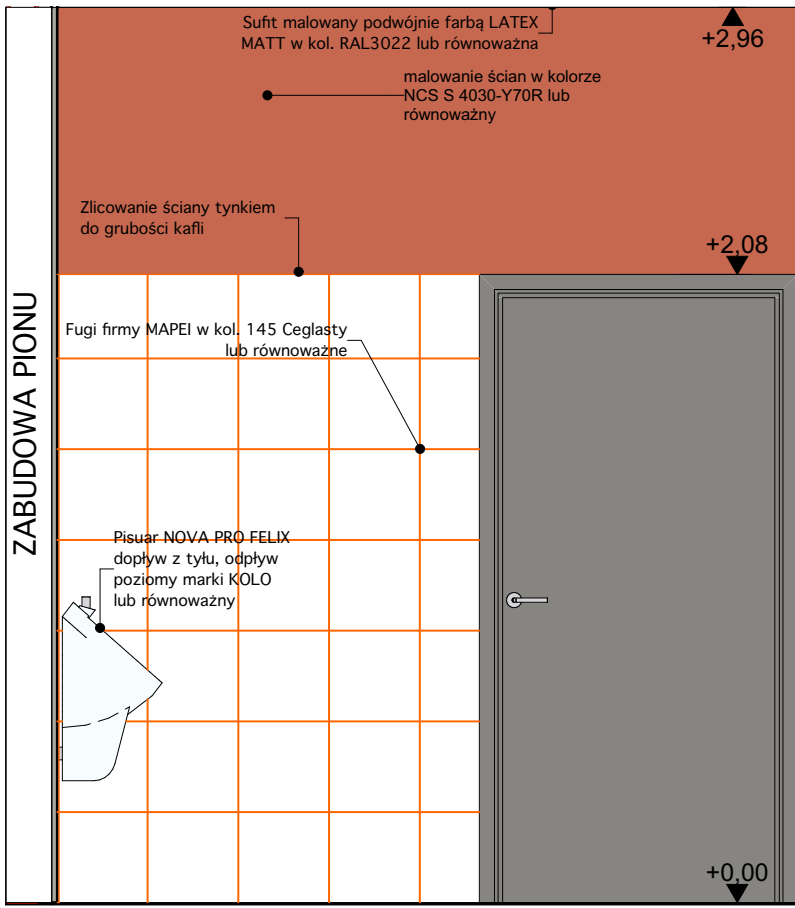 Sufit malowany podwójnie farbą LATEX
MATT w kol. RAL3022 lub równoważna
+2,96
malowanie ścian w kolorze
NCS S 4030-Y70R lub
równoważny
Zlicowanie ściany tynkiem
do grubości kafli
+2,08
ZABUDOWA PIONU
Fugi firmy MAPEI w kol. 145 Ceglasty
lub równoważne
Pisuar NOVA PRO FELIX
dopływ z tyłu, odpływ
poziomy marki KOLO
lub równoważny
+0,00